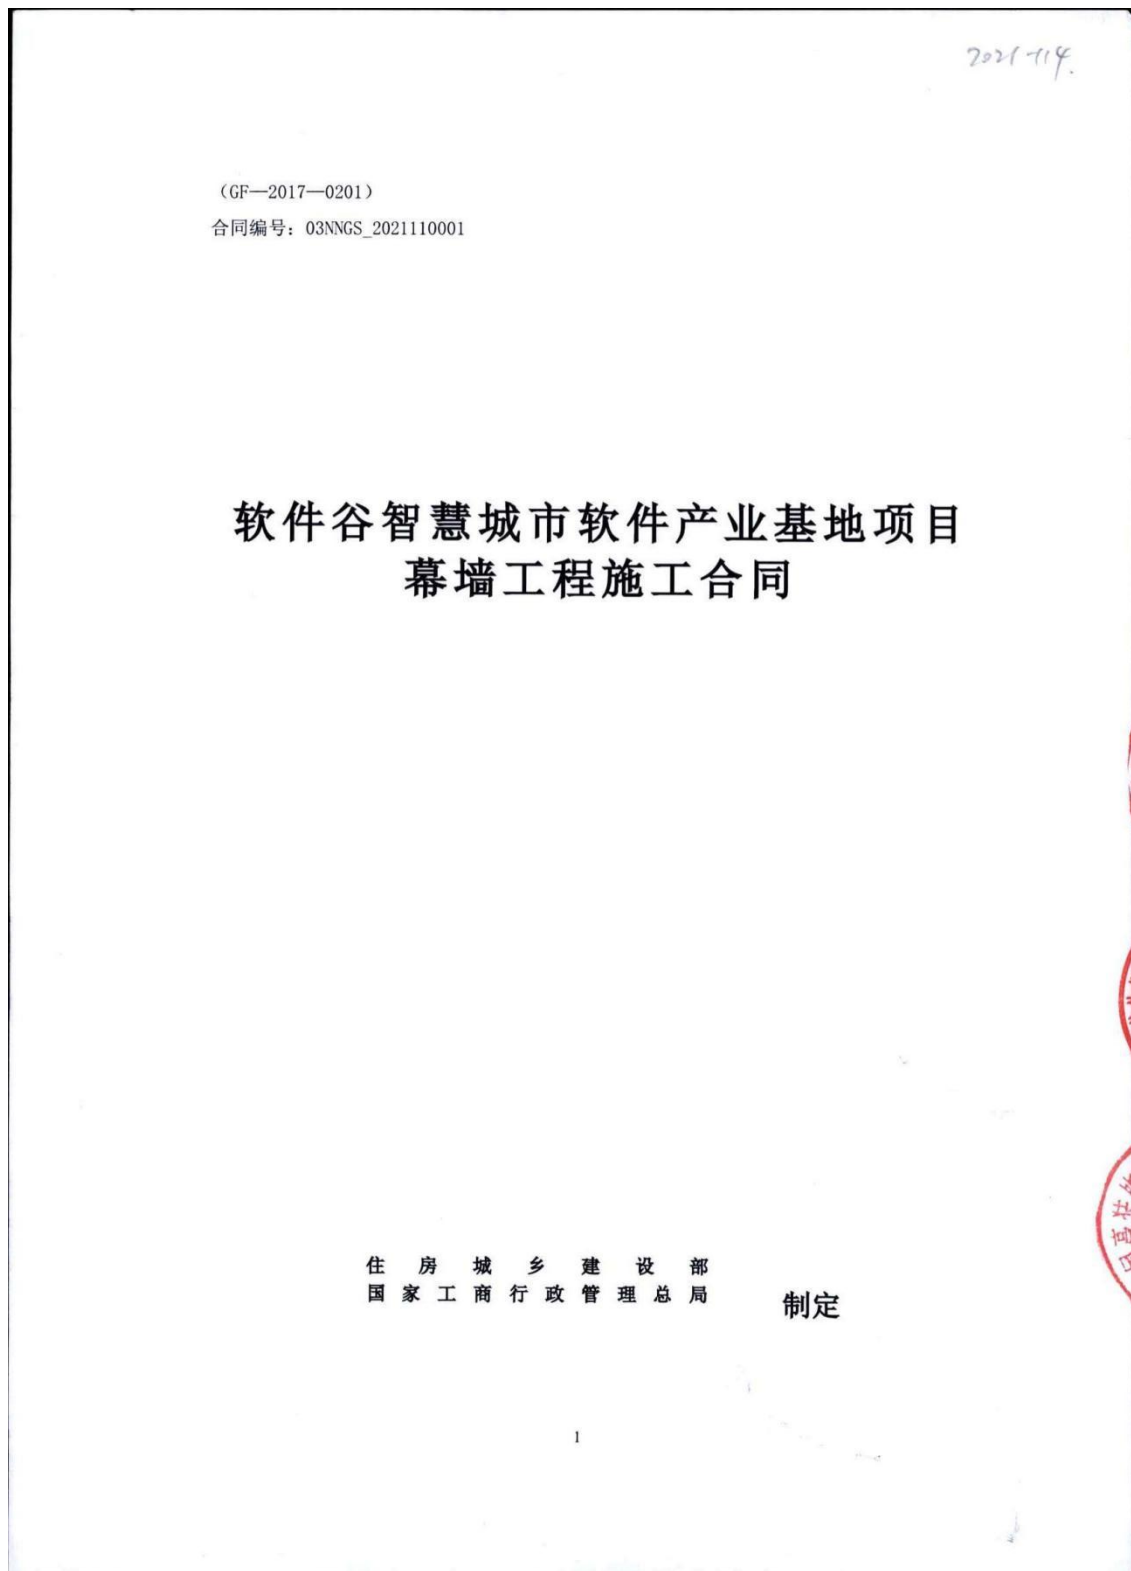 2021-114.
（GF—2017—0201）
合同编号：03NNGS_2021110001
软件谷智慧城市软件产业基地项目
幕墙工程施工合同
住房城乡建设部
国家工商行政管理总局
制定
1